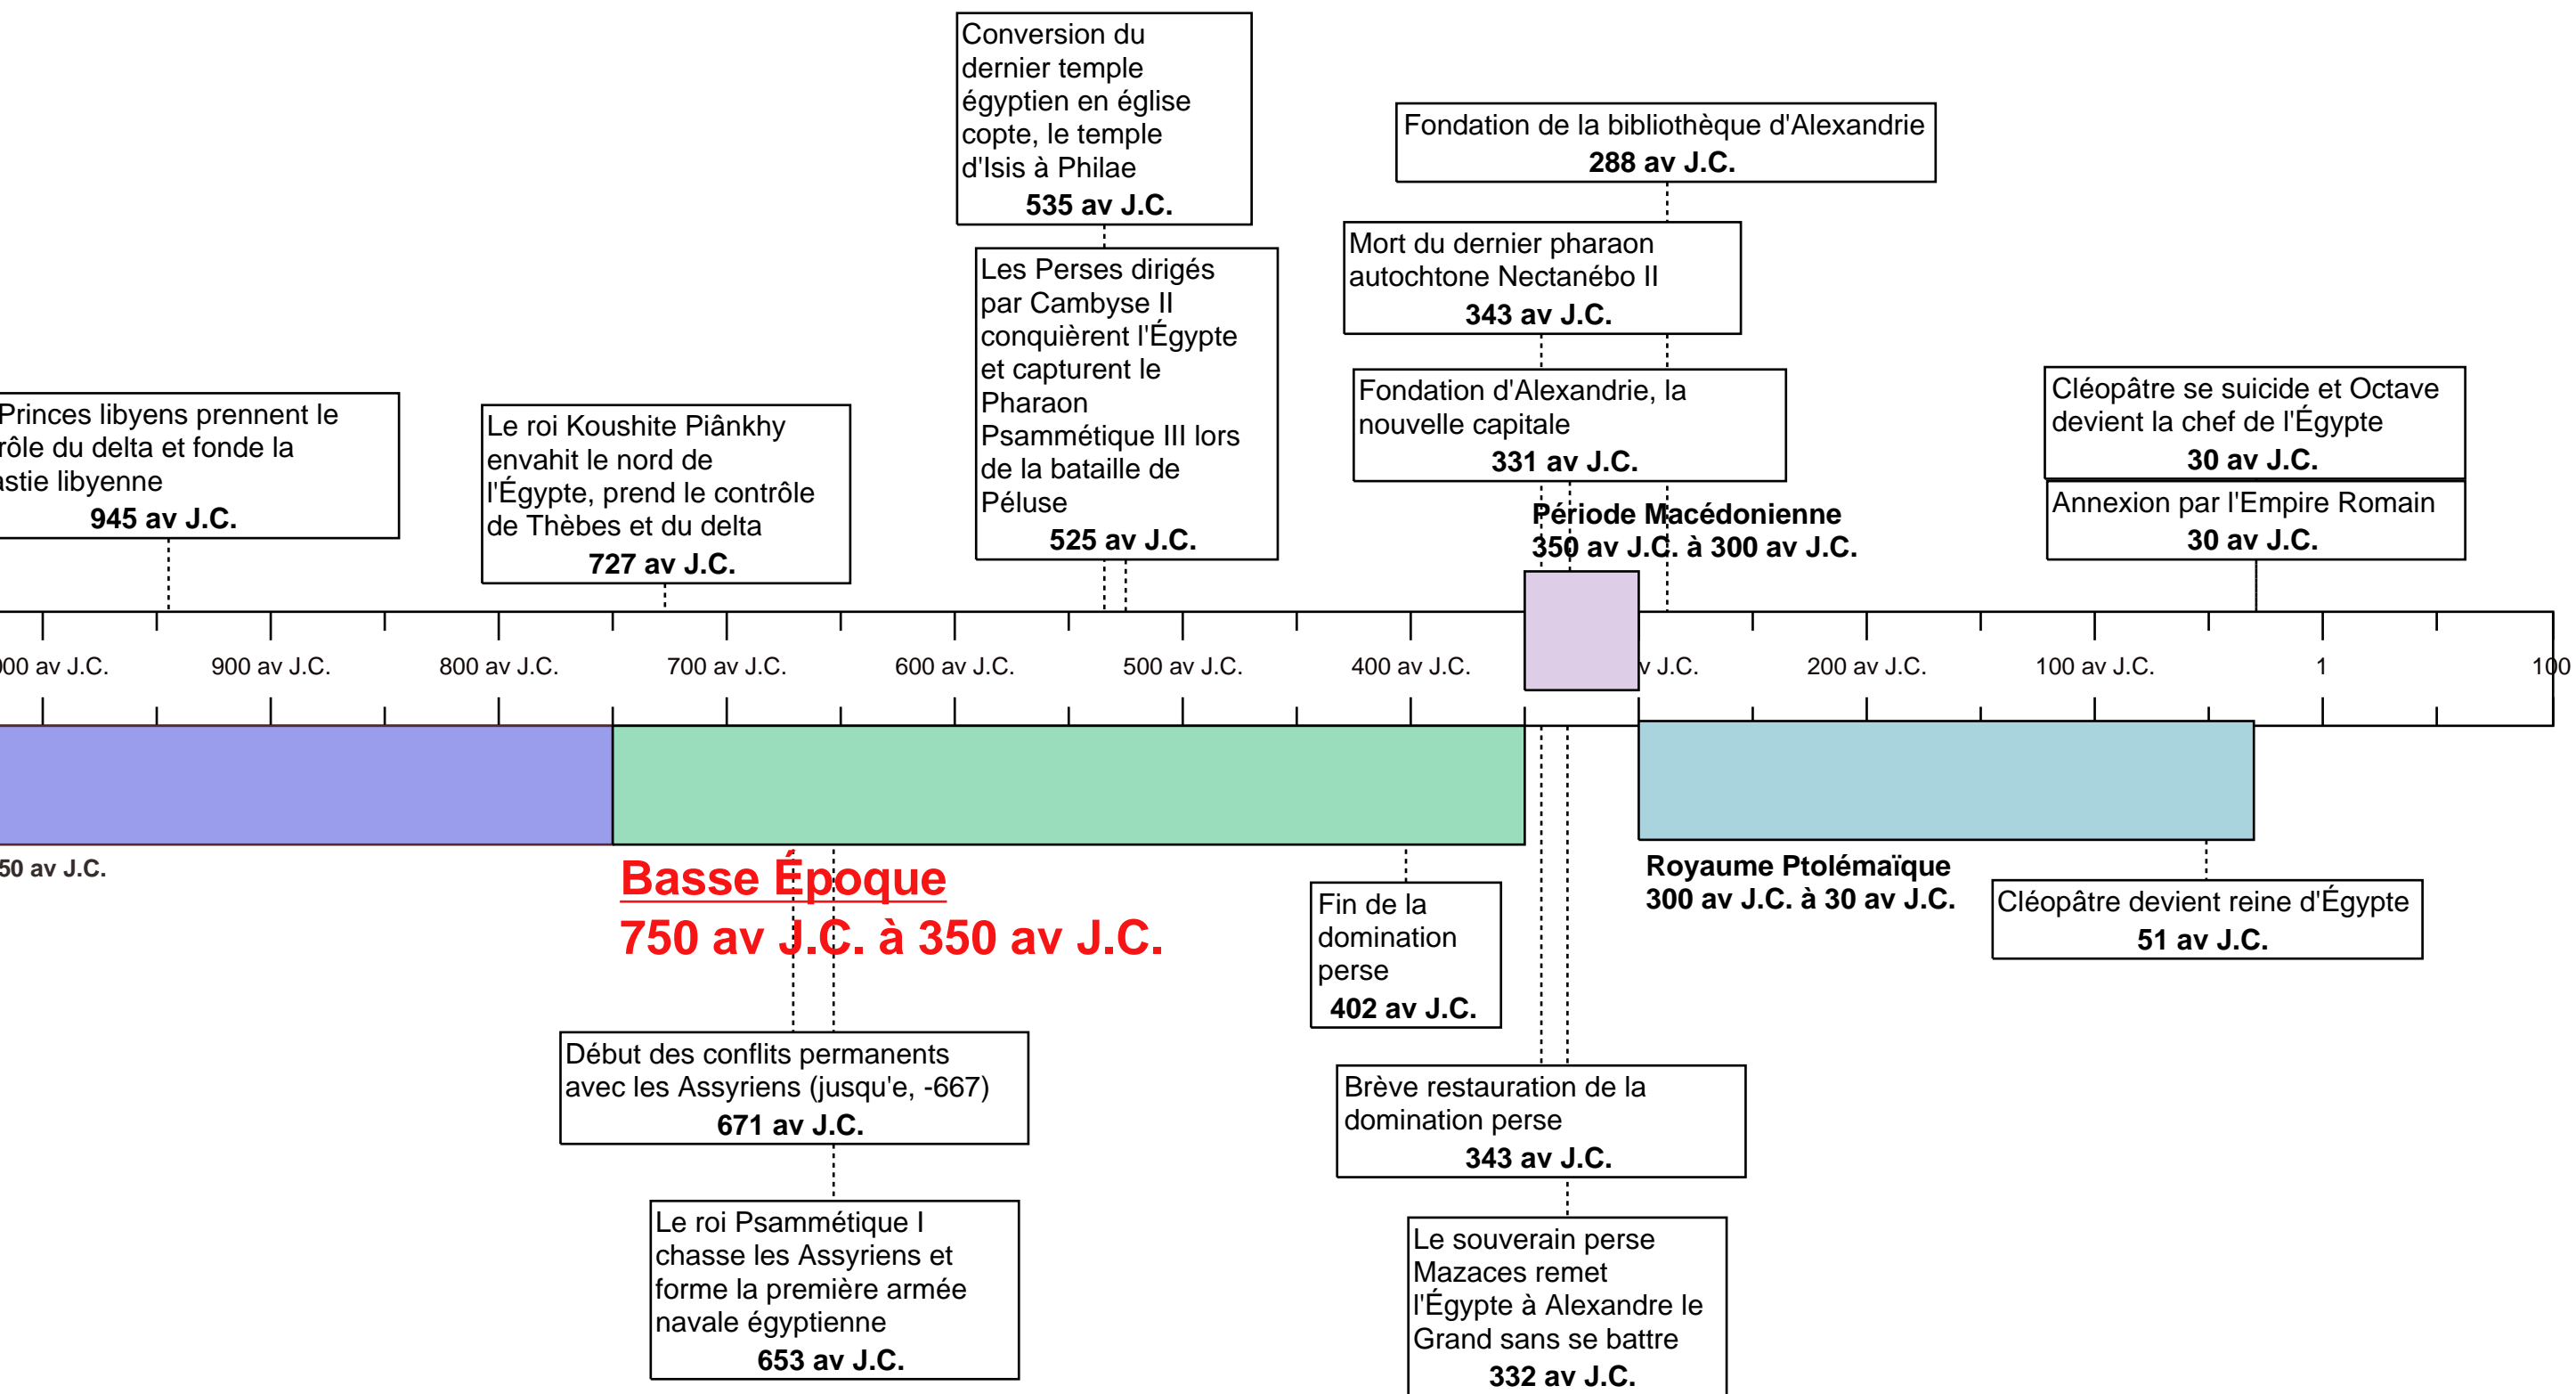 Conversion du
dernier temple
égyptien en église
copte, le temple
d'Isis à Philae
535 av J.C.
Fondation de la bibliothèque d'Alexandrie
288 av J.C.
Mort du dernier pharaon
autochtone Nectanébo II
343 av J.C.
Les Perses dirigés
par Cambyse II
conquièrent l'Égypte
et capturent le
Pharaon
Psammétique III lors
de la bataille de
Péluse
525 av J.C.
Fondation d'Alexandrie, la
nouvelle capitale
331 av J.C.
Cléopâtre se suicide et Octave
devient la chef de l'Égypte
30 av J.C.
Annexion par l'Empire Romain
30 av J.C.
Princes libyens prennent le
rôle du delta et fonde la
astie libyenne
945 av J.C.
Le roi Koushite Piânkhy
envahit le nord de
l'Égypte, prend le contrôle
de Thèbes et du delta
727 av J.C.
Période Macédonienne
350 av J.C. à 300 av J.C.
00 av J.C. 900 av J.C. 800 av J.C. 700 av J.C. 600 av J.C. 500 av J.C. 400 av J.C. v J.C. 200 av J.C. 100 av J.C. 1 100
50 av J.C.
Basse Époque
750 av J.C. à 350 av J.C.
Fin de la
domination
perse
402 av J.C.
Royaume Ptolémaïque
300 av J.C. à 30 av J.C.
Cléopâtre devient reine d'Égypte
51 av J.C.
Début des conflits permanents
avec les Assyriens (jusqu'e, -667)
671 av J.C.
Brève restauration de la
domination perse
343 av J.C.
Le roi Psammétique I
chasse les Assyriens et
forme la première armée
navale égyptienne
653 av J.C.
Le souverain perse
Mazaces remet
l'Égypte à Alexandre le
Grand sans se battre
332 av J.C.